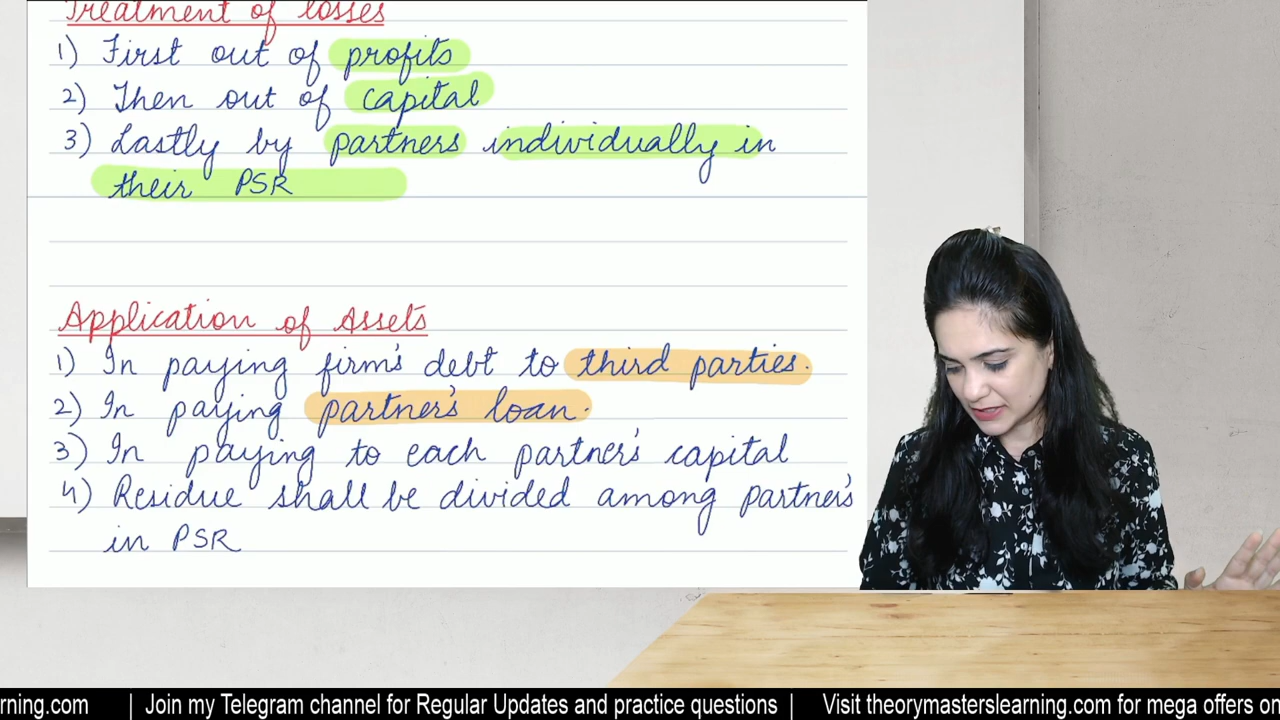 Treatment of losses
1) First out of profits
2) Then out of capital
3) Lastly by partners individually in
their PSR
Application of Assets
1) In paying firm's debt to third parties.
2) In paying partner's loan.
3) In paying to each partner's capital
4) Residue shall be divided among partner's
in PSR
rning.com | Join my Telegram channel for Regular Updates and practice questions | Visit theorymasterslearning.com for mega offers on